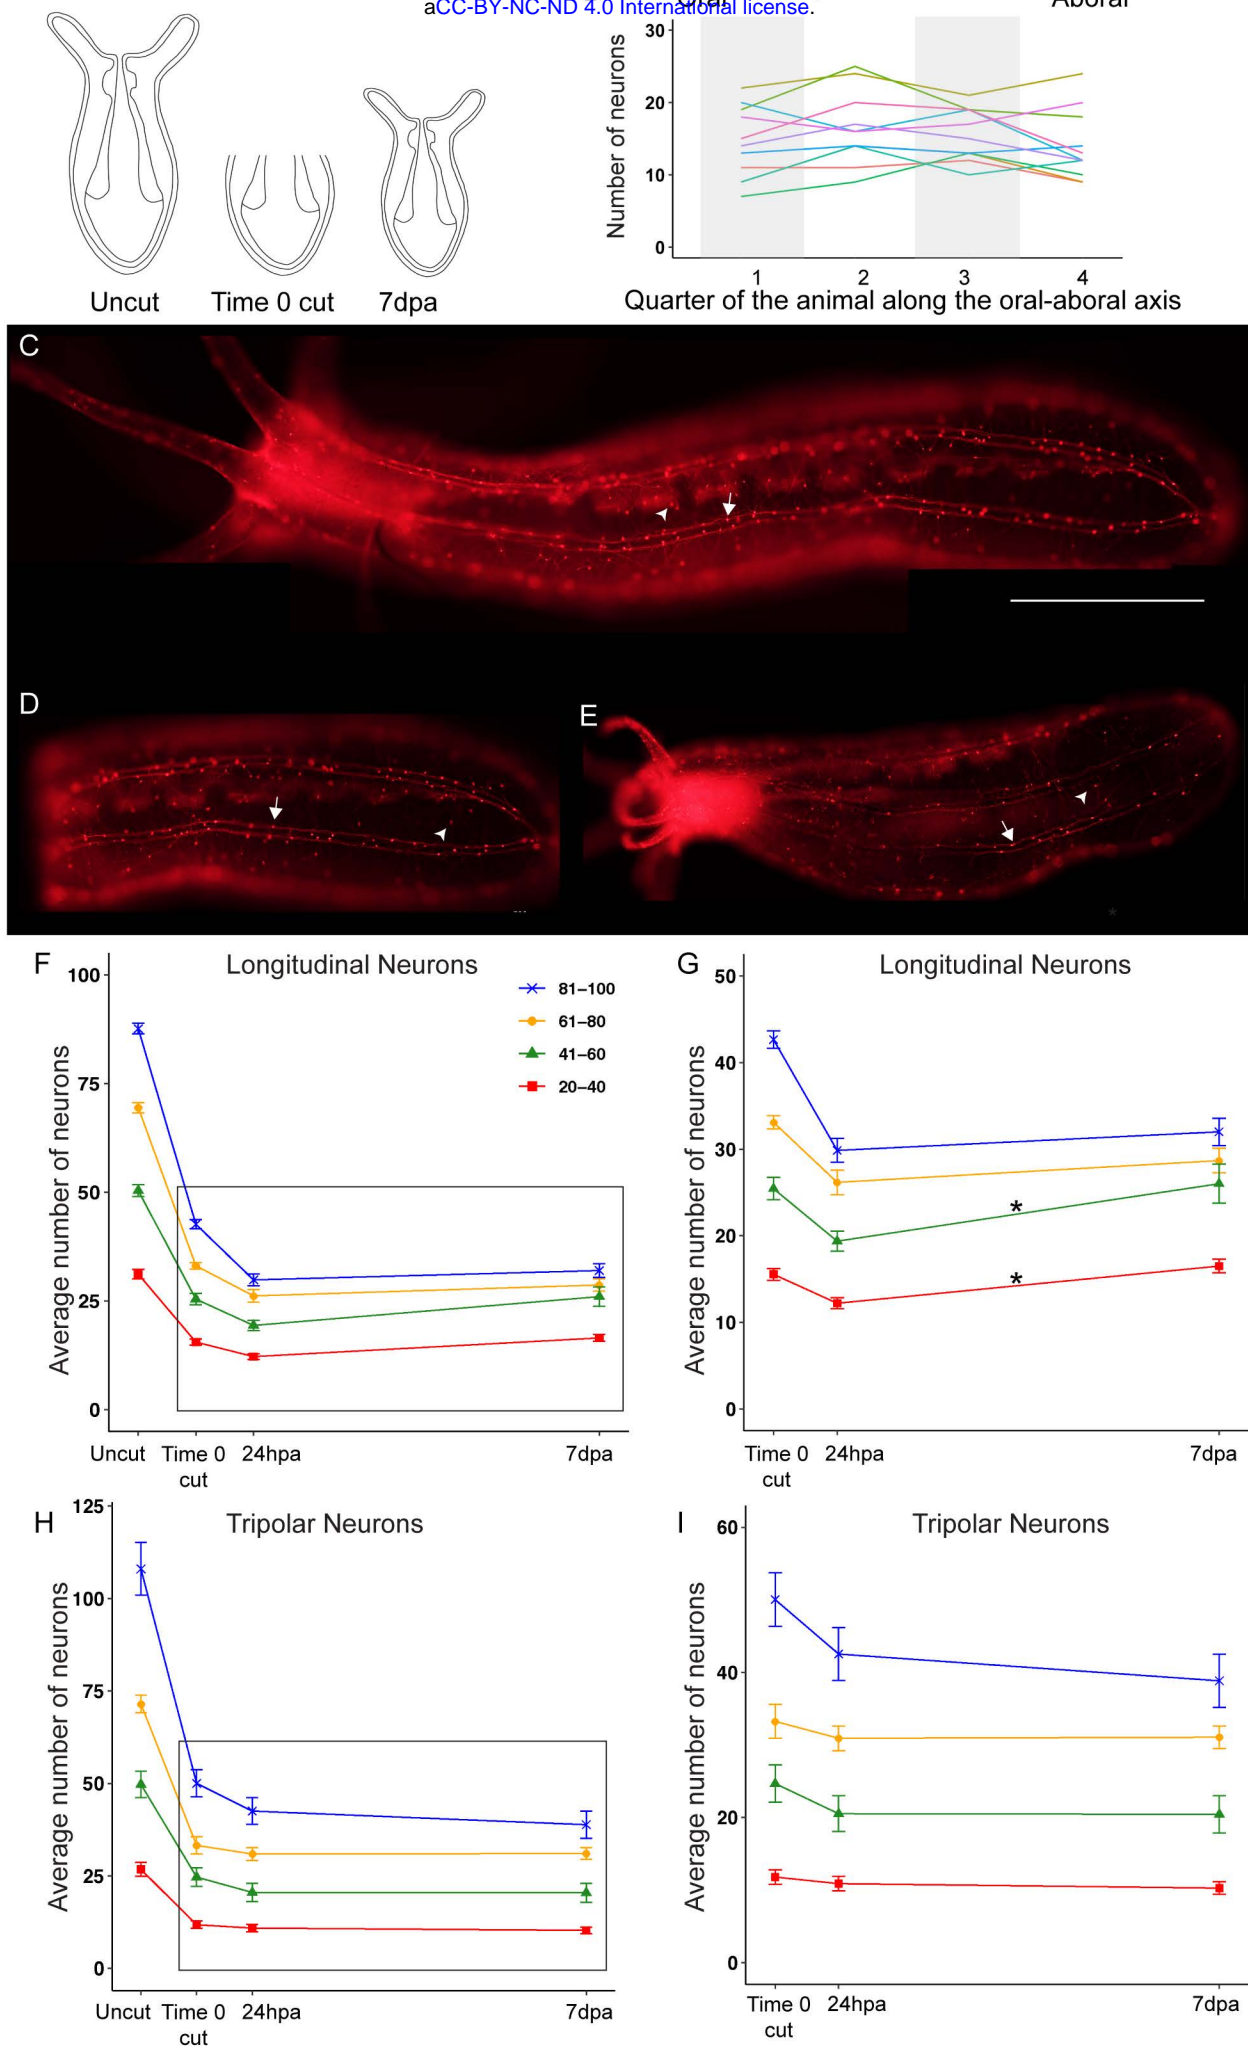 aCC-BY-NC-ND 4.0 International license.
Oral Aboral
Number of neurons
30
20
10
0
1 2 3 4
Quarter of the animal along the oral-aboral axis
Uncut Time 0 cut 7dpa
C
D
E
*
F
Longitudinal Neurons
Average number of neurons
100
75
50
25
0
81–100
61–80
41–60
20–40
Uncut Time 0 cut 24hpa 7dpa
G
Longitudinal Neurons
Average number of neurons
50
40
30
20
10
0
*
*
Time 0 cut 24hpa 7dpa
H
Tripolar Neurons
Average number of neurons
125
100
75
50
25
0
Uncut Time 0 cut 24hpa 7dpa
I
Tripolar Neurons
Average number of neurons
60
40
20
0
Time 0 cut 24hpa 7dpa